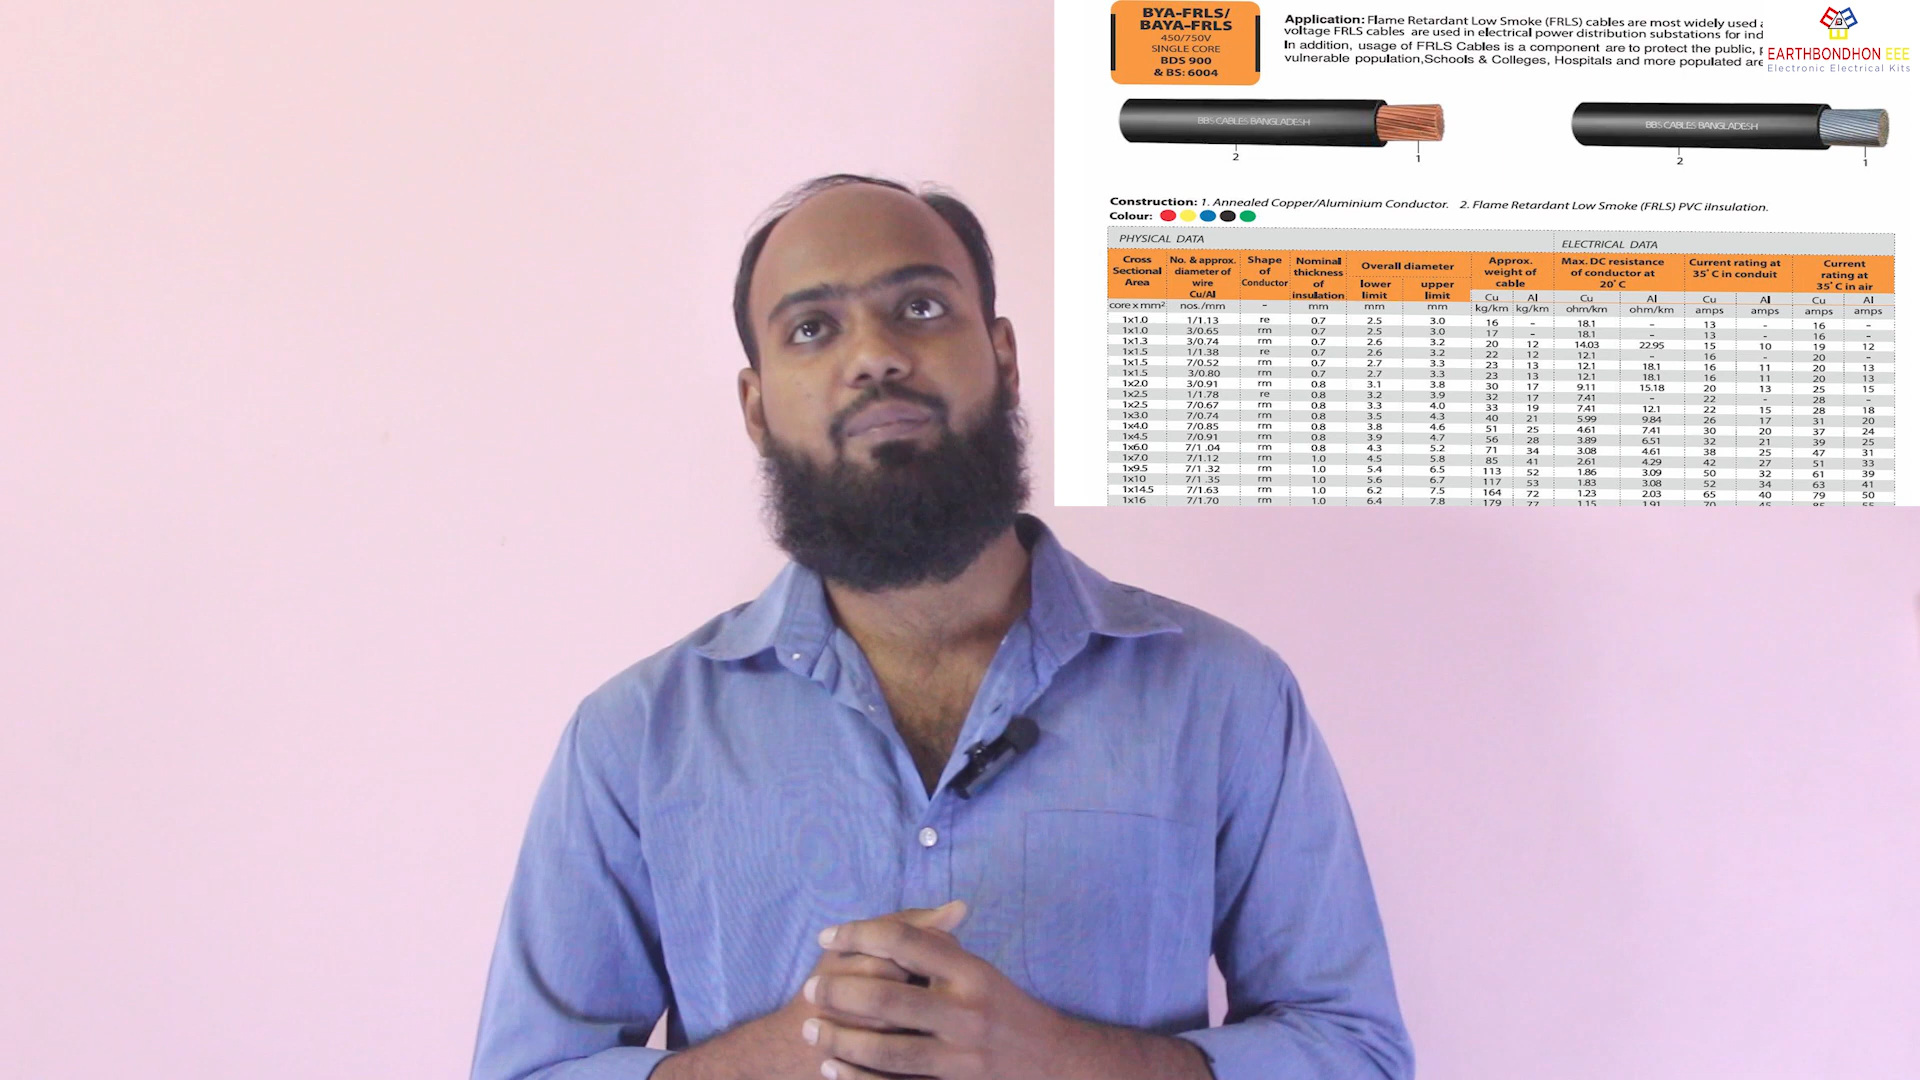 BYA-FRLS/
BAYA-FRLS
450/750V
SINGLE CORE
BDS 900
& BS: 6004
Application: Flame Retardant Low Smoke (FRLS) cables are most widely used
voltage FRLS cables are used in electrical power distribution substations for ind
In addition, usage of FRLS Cables is a component are to protect the public,
vulnerable population,Schools & Colleges, Hospitals and more populated are
EARTHBONDHON EEE
Electronic Electrical Kits
BBS CABLES BANGLADESH
2 1
BBS CABLES BANGLADESH
2 1
Construction: 1. Annealed Copper/Aluminium Conductor. 2. Flame Retardant Low Smoke (FRLS) PVC iInsulation.
Colour:
PHYSICAL DATA ELECTRICAL DATA
Cross Sectional Area No. & approx. diameter of wire Cu/Al Shape of Conductor Nominal thickness of insulation Overall diameter lower limit upper limit Approx. weight of cable Max. DC resistance of conductor at 20°C Current rating at 35°C in conduit Current rating at 35°C in air
Cu Al Cu Al Cu Al Cu Al
core x mm² nos./mm – mm mm mm kg/km kg/km ohm/km ohm/km amps amps amps amps
1x1.0 1/1.13 re 0.7 2.5 3.0 16 – 18.1 – 13 - 16 –
1x1.0 3/0.65 rm 0.7 2.5 3.0 17 – 18.1 – 13 - 16 –
1x1.3 3/0.74 rm 0.7 2.6 3.2 20 12 14.03 22.95 15 10 19 12
1x1.5 1/1.38 re 0.7 2.6 3.2 22 12 12.1 – 16 - 20 –
1x1.5 7/0.52 rm 0.7 2.7 3.3 23 13 12.1 18.1 16 11 20 13
1x1.5 3/0.80 rm 0.7 2.7 3.3 23 13 12.1 18.1 16 11 20 13
1x2.0 3/0.91 rm 0.8 3.1 3.8 30 17 9.11 15.18 20 13 25 15
1x2.5 1/1.78 re 0.8 3.2 3.9 32 17 7.41 – 22 - 28 –
1x2.5 7/0.67 rm 0.8 3.3 4.0 33 19 7.41 12.1 22 15 28 18
1x3.0 7/0.74 rm 0.8 3.5 4.3 40 21 5.99 9.84 26 17 31 20
1x4.0 7/0.85 rm 0.8 3.8 4.6 51 25 4.61 7.41 30 20 37 24
1x4.5 7/0.91 rm 0.8 3.9 4.7 56 28 3.89 6.51 32 21 39 25
1x6.0 7/1 .04 rm 0.8 4.3 5.2 71 34 3.08 4.61 38 25 47 31
1x7.0 7/1.12 rm 1.0 4.5 5.8 85 41 2.61 4.29 42 27 51 33
1x9.5 7/1 .32 rm 1.0 5.4 6.5 113 52 1.86 3.09 50 32 61 39
1x10 7/1 .35 rm 1.0 5.6 6.7 117 53 1.83 3.08 52 34 63 41
1x14.5 7/1.63 rm 1.0 6.2 7.5 164 72 1.23 2.03 65 40 79 50
1x16 7/1.70 rm 1.0 6.4 7.8 179 77 1.15 1.91 70 45 85 55